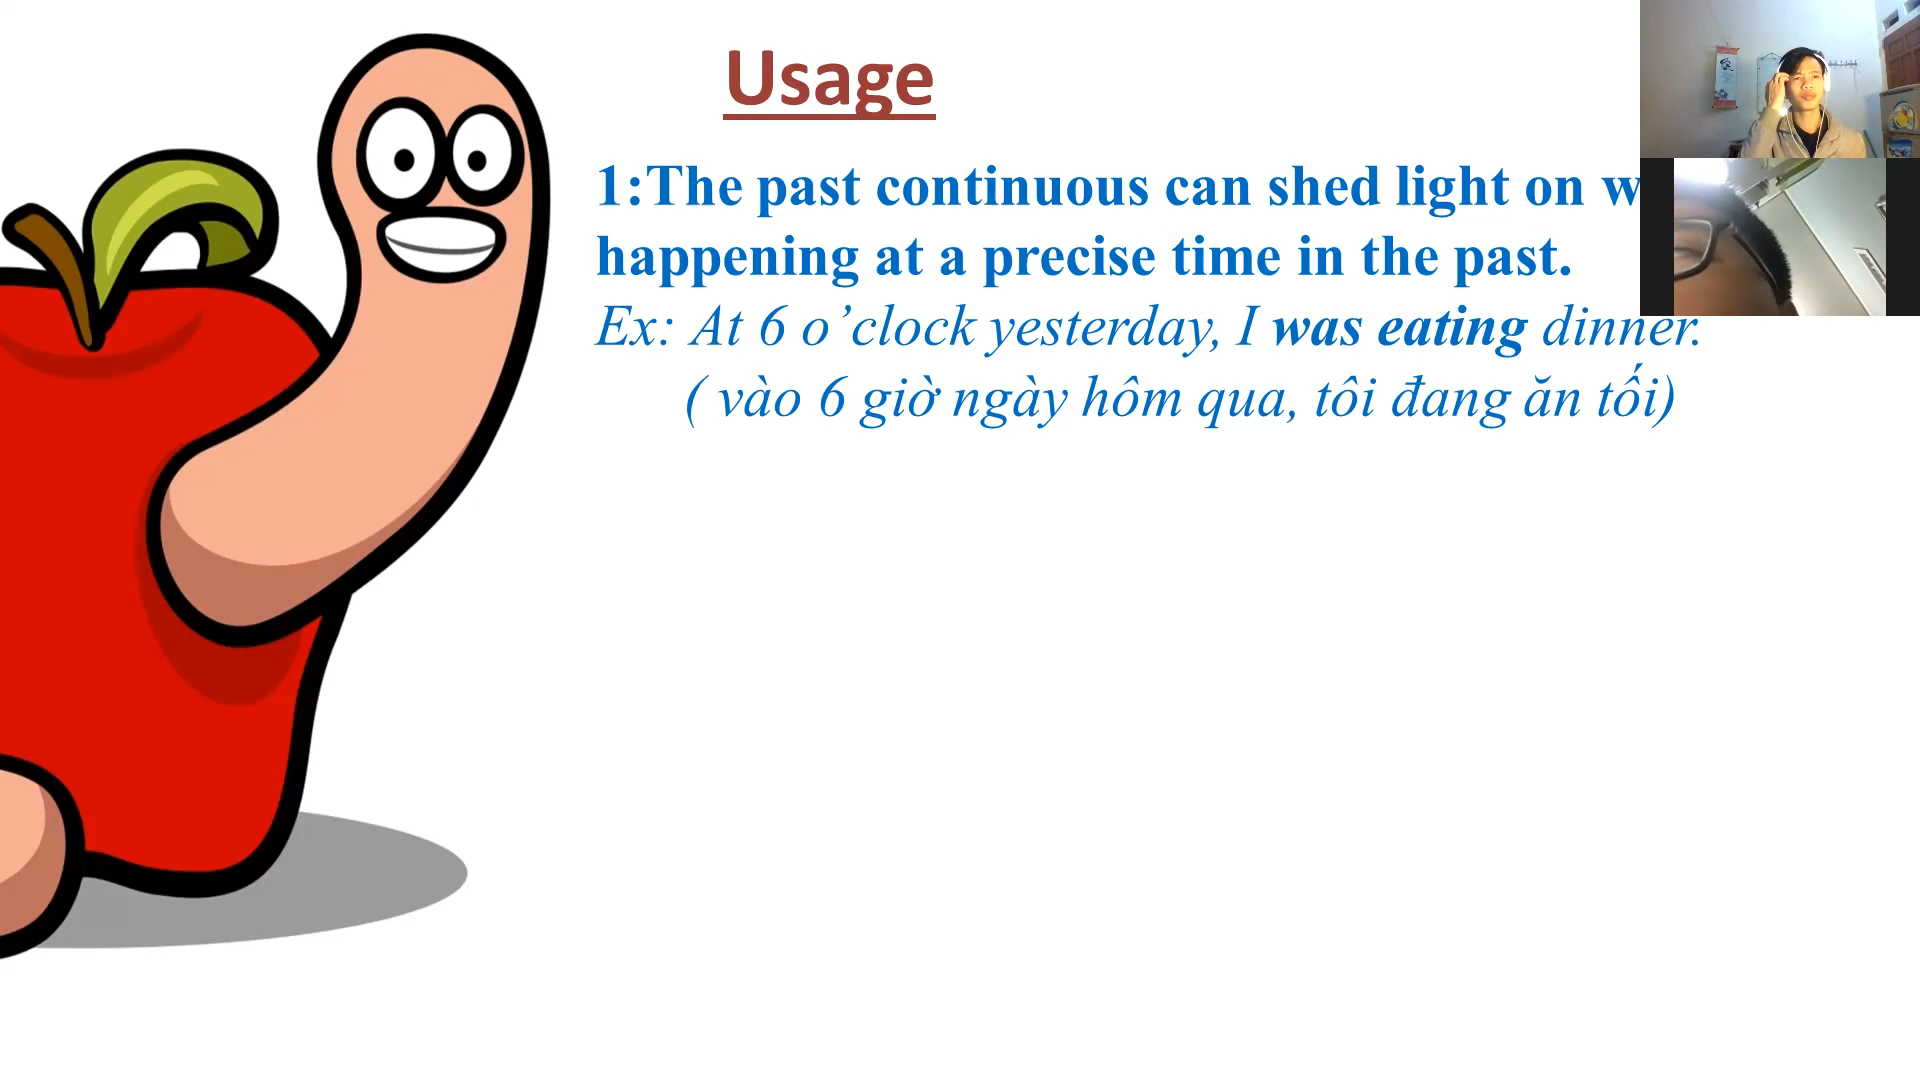 Usage
1:The past continuous can shed light on
happening at a precise time in the past.
Ex: At 6 o’clock yesterday, I was eating dinner.
( vào 6 giờ ngày hôm qua, tôi đang ăn tối)